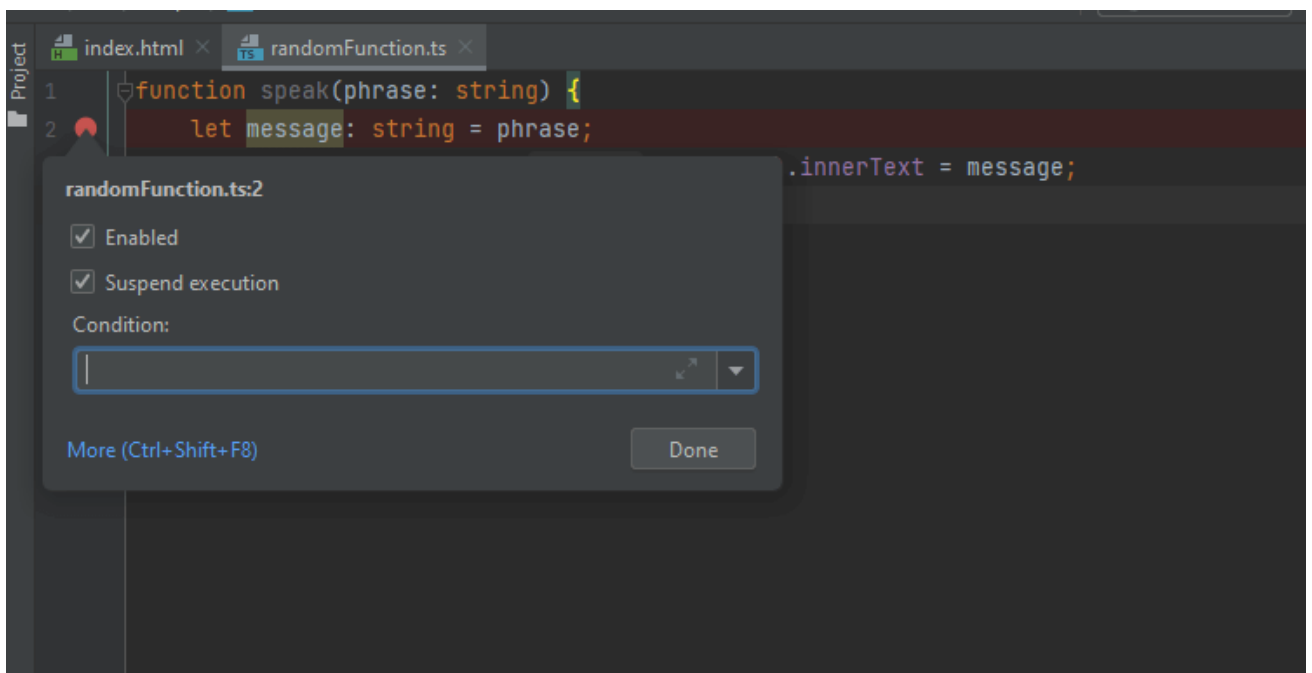 Project
index.html
randomFunction.ts
1 function speak(phrase: string) {
2 let message: string = phrase;
.innerText = message;
randomFunction.ts:2
Enabled
Suspend execution
Condition:
More (Ctrl+Shift+F8)
Done